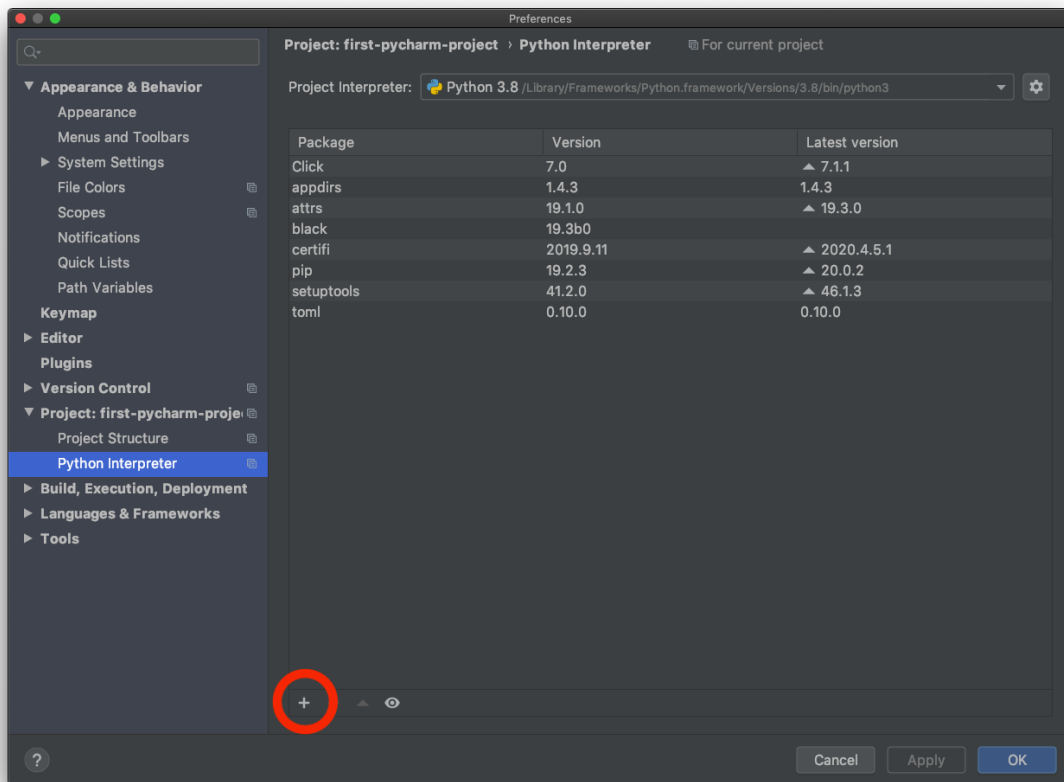 Preferences
Project: first-pycharm-project › Python Interpreter For current project
Project Interpreter: Python 3.8 /Library/Frameworks/Python.framework/Versions/3.8/bin/python3
Appearance & Behavior
Appearance
Menus and Toolbars
System Settings
File Colors
Scopes
Notifications
Quick Lists
Path Variables
Keymap
Editor
Plugins
Version Control
Project: first-pycharm-proje
Project Structure
Python Interpreter
Build, Execution, Deployment
Languages & Frameworks
Tools
Package Version Latest version
Click 7.0 7.1.1
appdirs 1.4.3 1.4.3
attrs 19.1.0 19.3.0
black 19.3b0
certifi 2019.9.11 2020.4.5.1
pip 19.2.3 20.0.2
setuptools 41.2.0 46.1.3
toml 0.10.0 0.10.0
+
? Cancel Apply OK